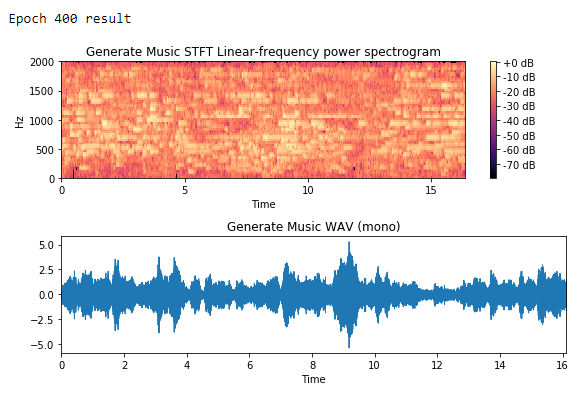 Epoch 400 result
Generate Music STFT Linear-frequency power spectrogram
2000
1500
1000
500
0
Hz
0 5 10 15
Time
+0 dB
-10 dB
-20 dB
-30 dB
-40 dB
-50 dB
-60 dB
-70 dB
Generate Music WAV (mono)
5.0
2.5
0.0
−2.5
−5.0
0 2 4 6 8 10 12 14 16
Time